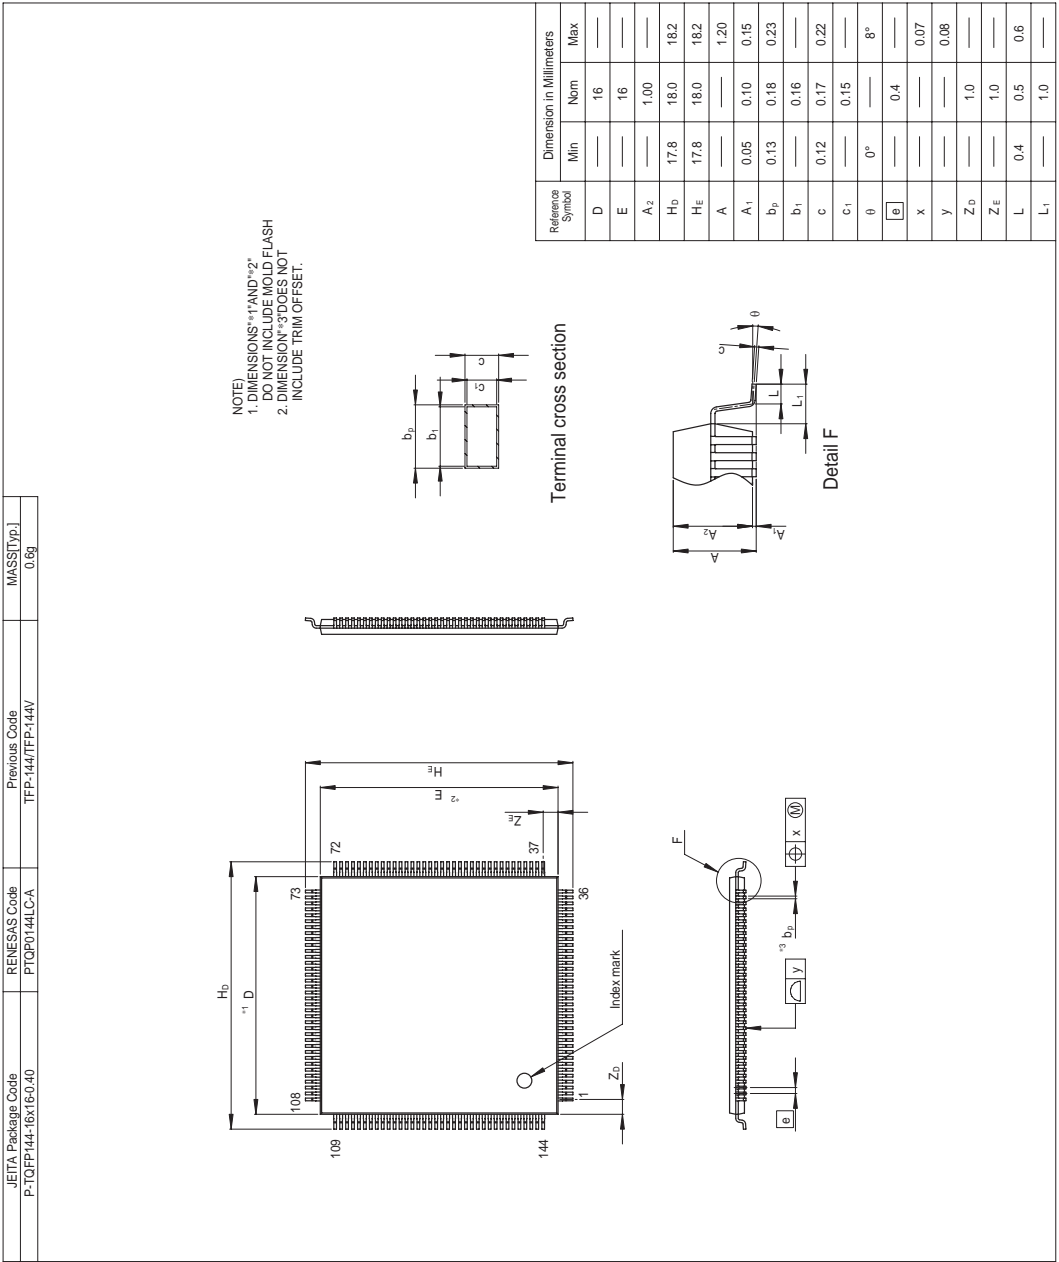 JEITA Package Code RENESAS Code Previous Code MASS[Typ.]
P-TQFP144-16x16-0.40 PTQP0144LC-A TFP-144/TFP-144V 0.6g
NOTE)
1. DIMENSIONS"*1"AND"*2"
DO NOT INCLUDE MOLD FLASH
2. DIMENSION"*3"DOES NOT
INCLUDE TRIM OFFSET.
HD
*1 D
108
73
109
72
HE
*2 E
ZE
144
37
1
36
ZD
Index mark
F
e
y
*3 bp
x M
bp
b1
c1
c
Terminal cross section
A
A2
A1
L
L1
c
θ
Detail F
Reference Symbol Dimension in Millimeters
Min Nom Max
D — 16 —
E — 16 —
A2 — 1.00 —
HD 17.8 18.0 18.2
HE 17.8 18.0 18.2
A — — 1.20
A1 0.05 0.10 0.15
bp 0.13 0.18 0.23
b1 — 0.16 —
c 0.12 0.17 0.22
c1 — 0.15 —
θ 0° — 8°
e — 0.4 —
x — — 0.07
y — — 0.08
ZD — 1.0 —
ZE — 1.0 —
L 0.4 0.5 0.6
L1 — 1.0 —